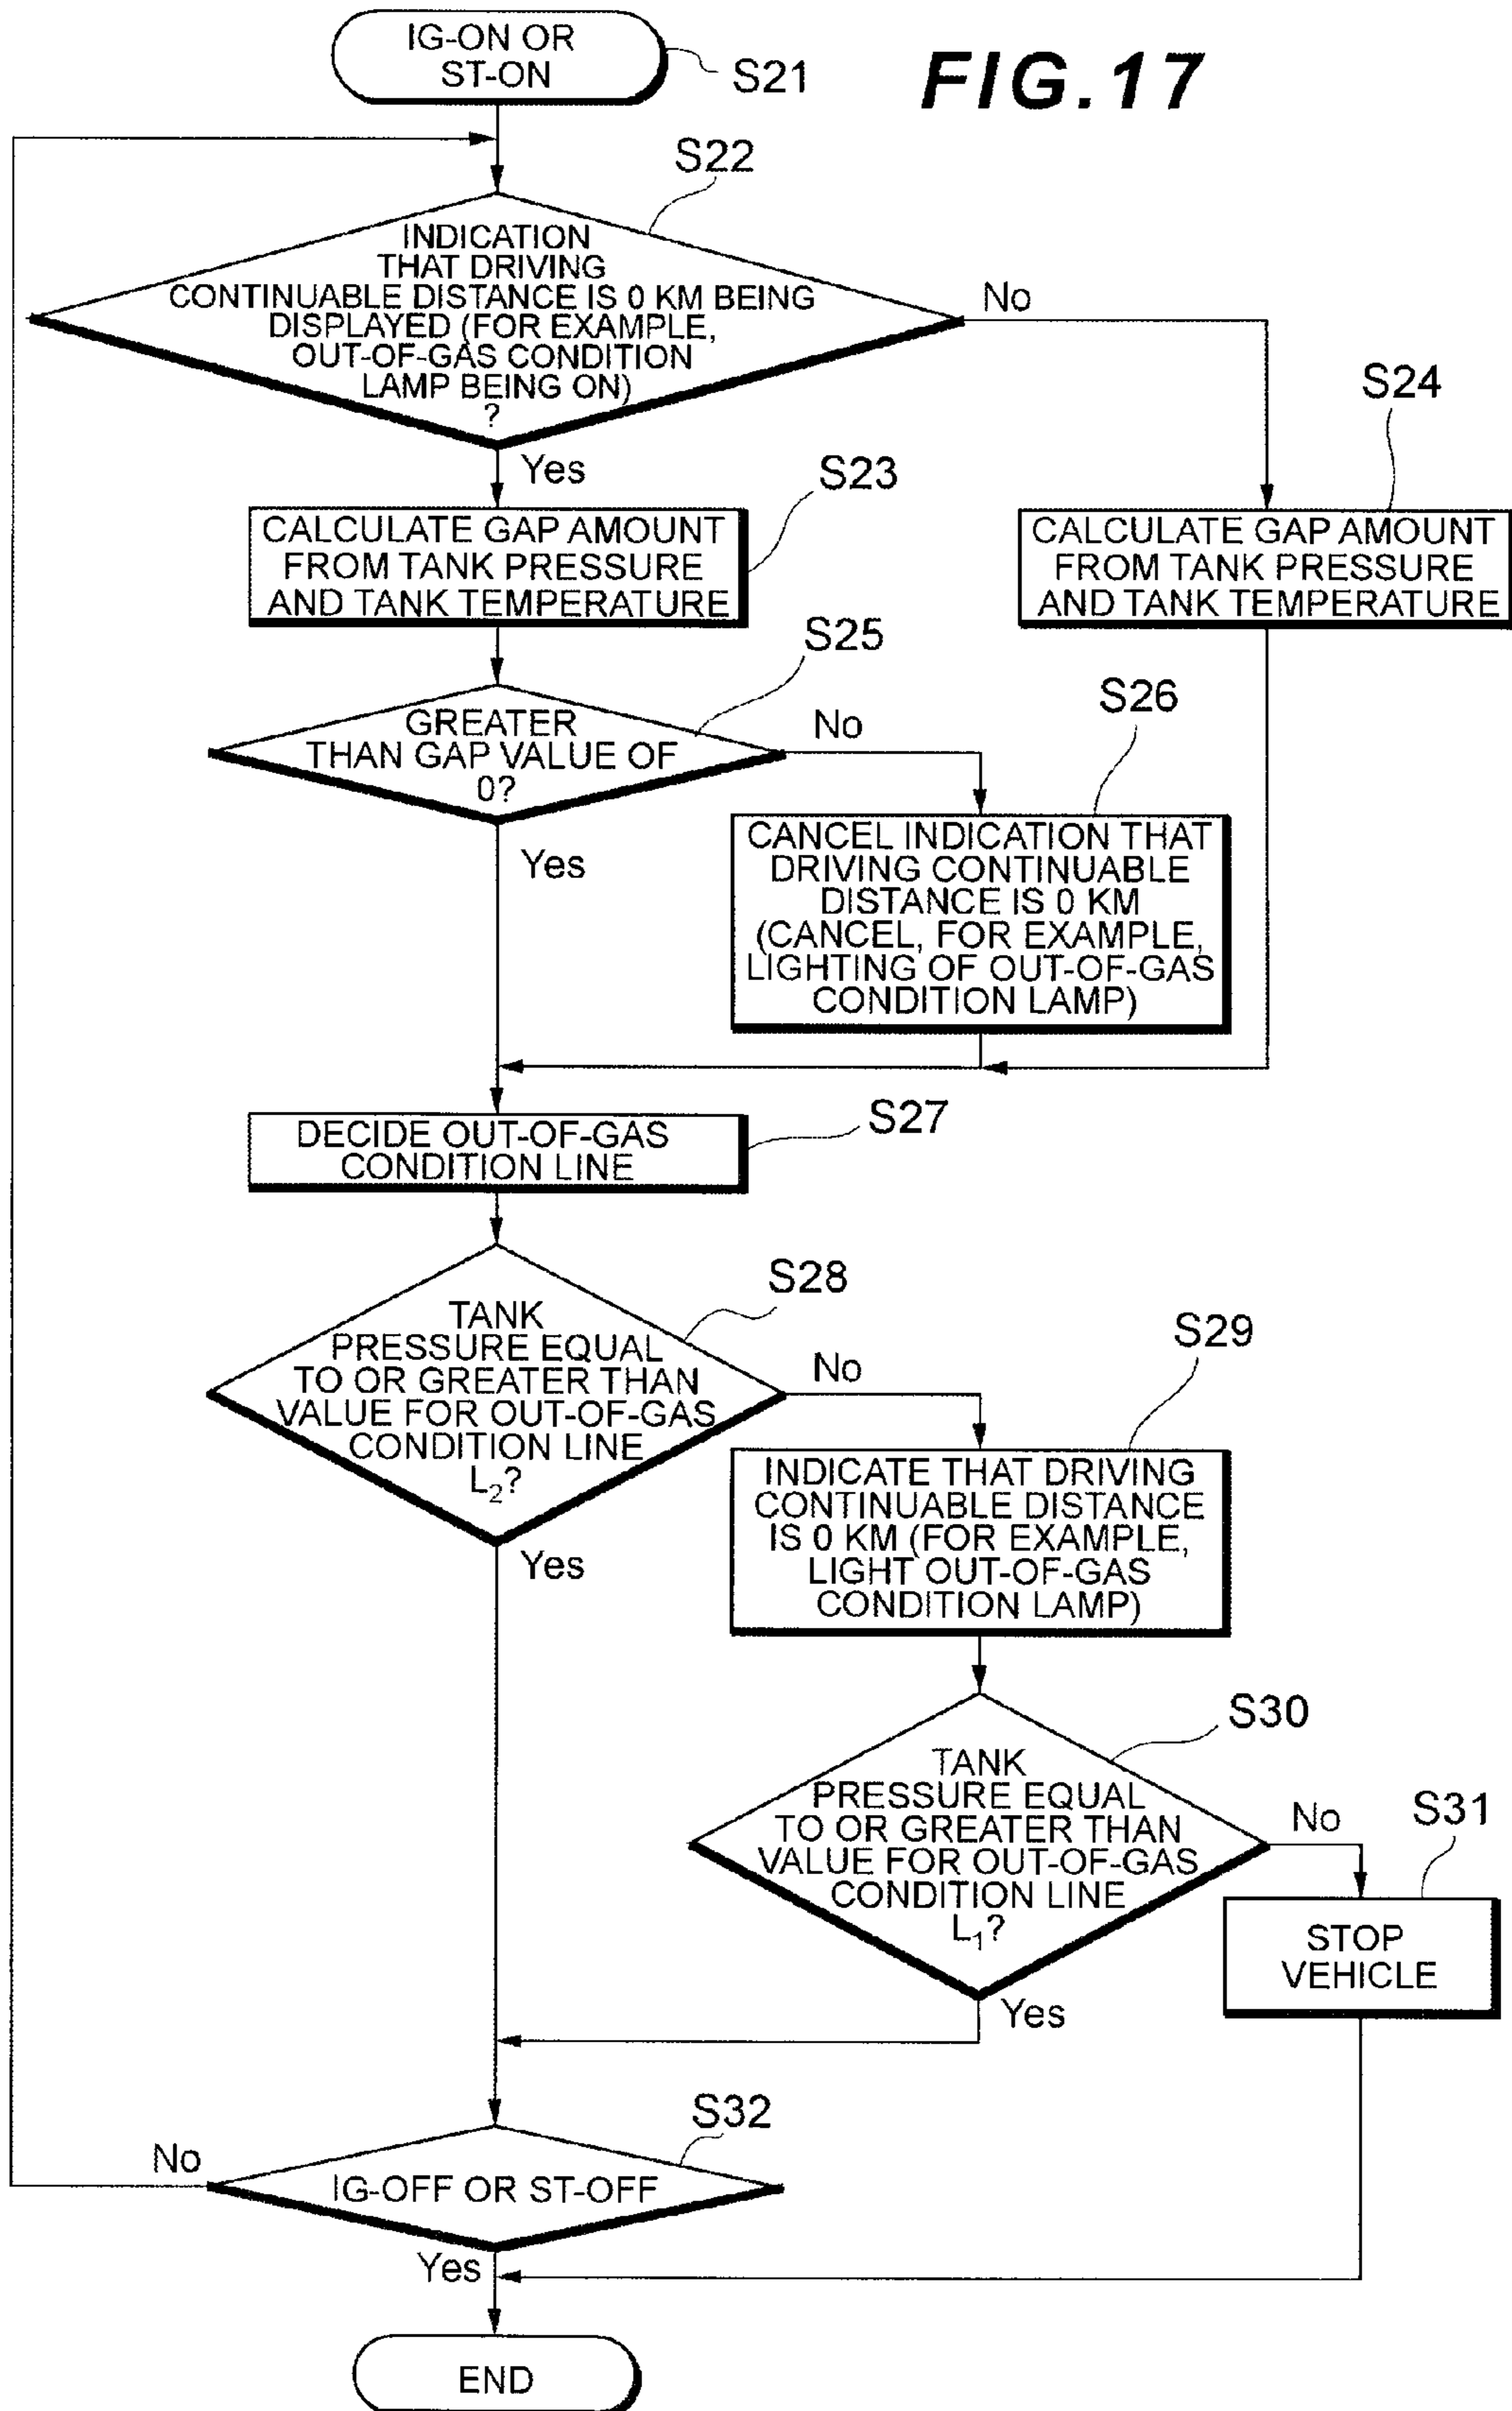 IG-ON OR
ST-ON
S21
FIG.17
S22
INDICATION
THAT DRIVING
CONTINUABLE DISTANCE IS 0 KM BEING
DISPLAYED (FOR EXAMPLE,
OUT-OF-GAS CONDITION
LAMP BEING ON)
?
No
Yes
S23
CALCULATE GAP AMOUNT
FROM TANK PRESSURE
AND TANK TEMPERATURE
S24
CALCULATE GAP AMOUNT
FROM TANK PRESSURE
AND TANK TEMPERATURE
S25
GREATER
THAN GAP VALUE OF
0?
No
Yes
S26
CANCEL INDICATION THAT
DRIVING CONTINUABLE
DISTANCE IS 0 KM
(CANCEL, FOR EXAMPLE,
LIGHTING OF OUT-OF-GAS
CONDITION LAMP)
S27
DECIDE OUT-OF-GAS
CONDITION LINE
S28
TANK
PRESSURE EQUAL
TO OR GREATER THAN
VALUE FOR OUT-OF-GAS
CONDITION LINE
L2?
No
Yes
S29
INDICATE THAT DRIVING
CONTINUABLE DISTANCE
IS 0 KM (FOR EXAMPLE,
LIGHT OUT-OF-GAS
CONDITION LAMP)
S30
TANK
PRESSURE EQUAL
TO OR GREATER THAN
VALUE FOR OUT-OF-GAS
CONDITION LINE
L1?
No
Yes
S31
STOP
VEHICLE
S32
IG-OFF OR ST-OFF
No
Yes
END